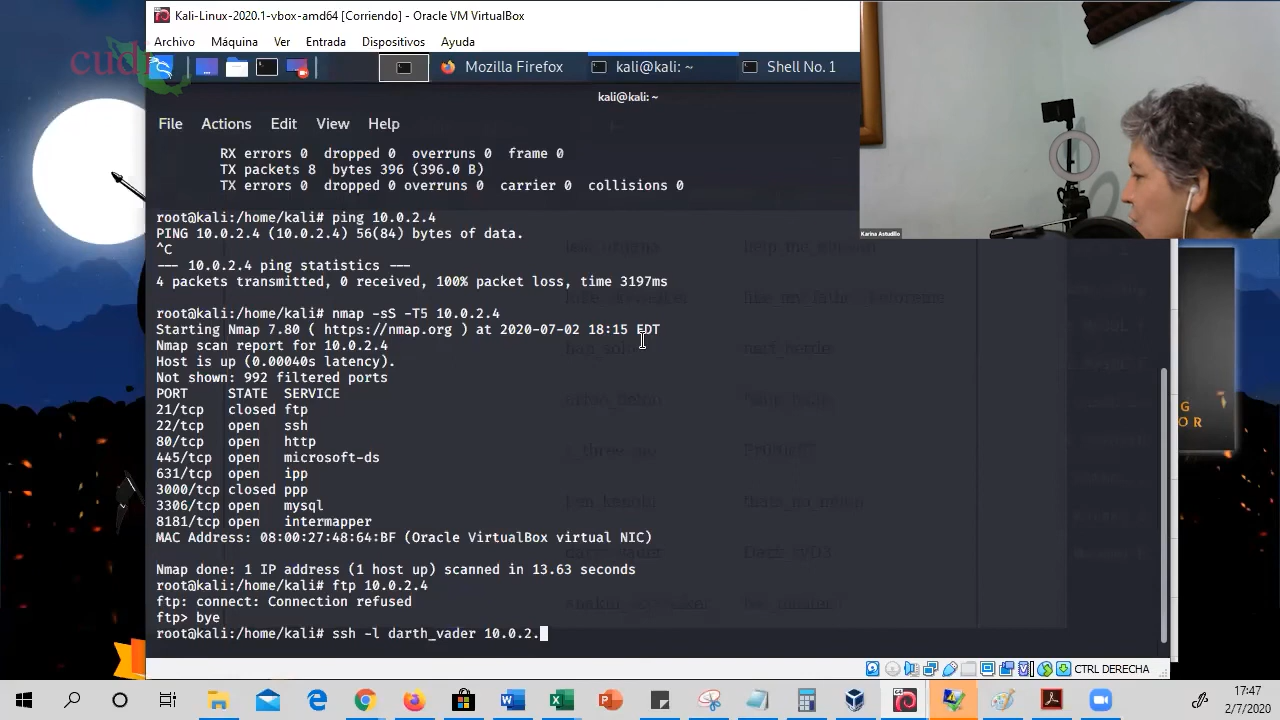 Kali-Linux-2020.1-vbox-amd64 [Corriendo] - Oracle VM VirtualBox
Archivo Máquina Ver Entrada Dispositivos Ayuda
cudi
Mozilla Firefox
kali@kali: ~
Shell No. 1
kali@kali: ~
File Actions Edit View Help
RX errors 0 dropped 0 overruns 0 frame 0
TX packets 8 bytes 396 (396.0 B)
TX errors 0 dropped 0 overruns 0 carrier 0 collisions 0
root@kali:/home/kali# ping 10.0.2.4
PING 10.0.2.4 (10.0.2.4) 56(84) bytes of data.
^C
--- 10.0.2.4 ping statistics ---
4 packets transmitted, 0 received, 100% packet loss, time 3197ms
root@kali:/home/kali# nmap -sS -T5 10.0.2.4
Starting Nmap 7.80 ( https://nmap.org ) at 2020-07-02 18:15 EDT
Nmap scan report for 10.0.2.4
Host is up (0.00040s latency).
Not shown: 992 filtered ports
PORT STATE SERVICE
21/tcp closed ftp
22/tcp open ssh
80/tcp open http
445/tcp open microsoft-ds
631/tcp open ipp
3000/tcp closed ppp
3306/tcp open mysql
8181/tcp open intermapper
MAC Address: 08:00:27:48:64:BF (Oracle VirtualBox virtual NIC)
Nmap done: 1 IP address (1 host up) scanned in 13.63 seconds
root@kali:/home/kali# ftp 10.0.2.4
ftp: connect: Connection refused
ftp> bye
root@kali:/home/kali# ssh -l darth_vader 10.0.2.
Karina Astudillo
G
OR
CTRL DERECHA
17:47
2/7/2020